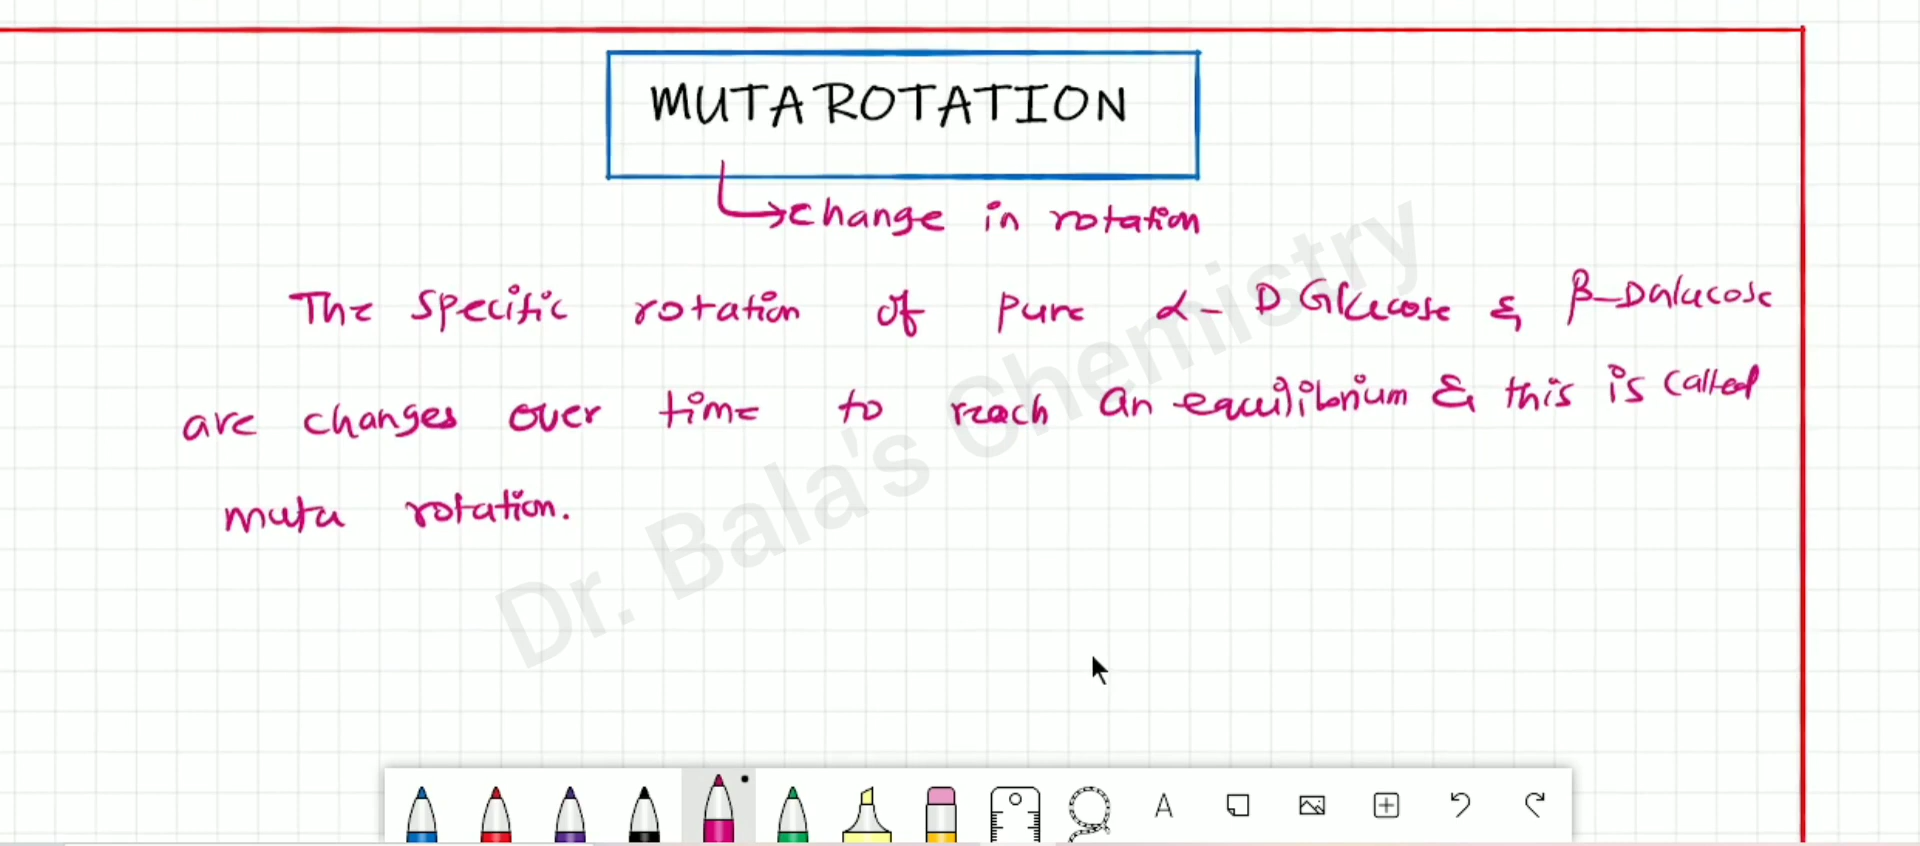 MUTAROTATION
change in rotation
The specific rotation of pure α- D Glucose & β-D Glucose
are changes over time to reach an equilibrium & this is called
muta rotation.
Dr. Bala's Chemistry
A